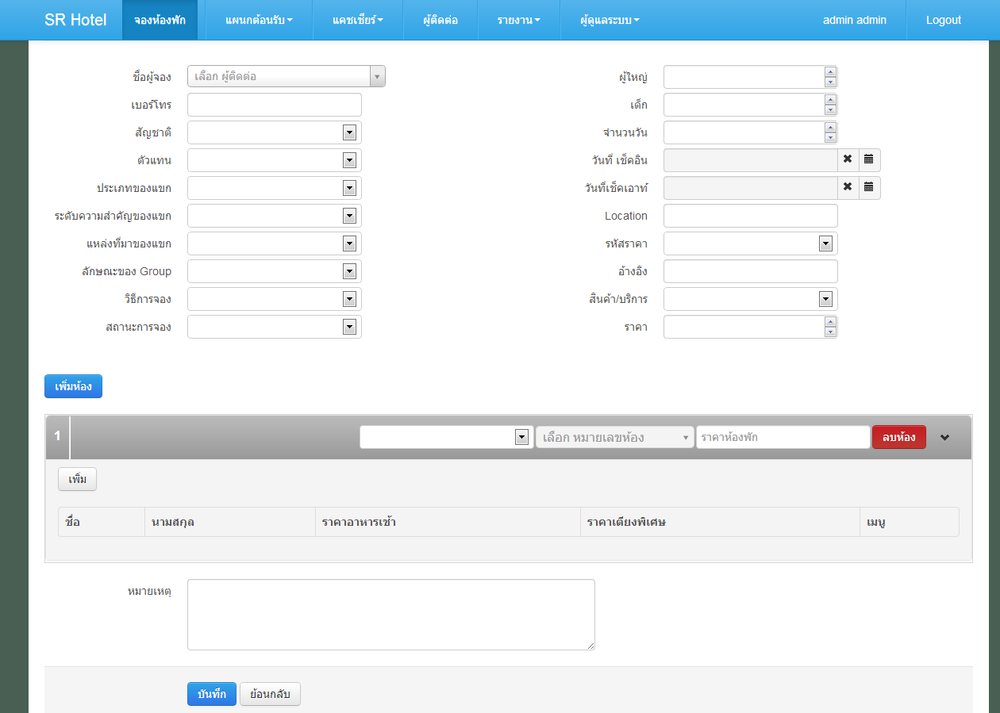 SR Hotel จองห้องพัก แผนกต้อนรับ แคชเชียร์ ผู้ติดต่อ รายงาน ผู้ดูแลระบบ admin admin Logout
ชื่อผู้จอง เลือก ผู้ติดต่อ ผู้ใหญ่
เบอร์โทร เด็ก
สัญชาติ จำนวนวัน
ตัวแทน วันที่ เช็คอิน
ประเภทของแขก วันที่เช็คเอาท์
ระดับความสำคัญของแขก Location
แหล่งที่มาของแขก รหัสราคา
ลักษณะของ Group อ้างอิง
วิธีการจอง สินค้า/บริการ
สถานะการจอง ราคา
เพิ่มห้อง
1 เลือก หมายเลขห้อง ราคาห้องพัก ลบห้อง
เพิ่ม
ชื่อ นามสกุล ราคาอาหารเช้า ราคาเตียงพิเศษ เมนู
หมายเหตุ
บันทึก ย้อนกลับ